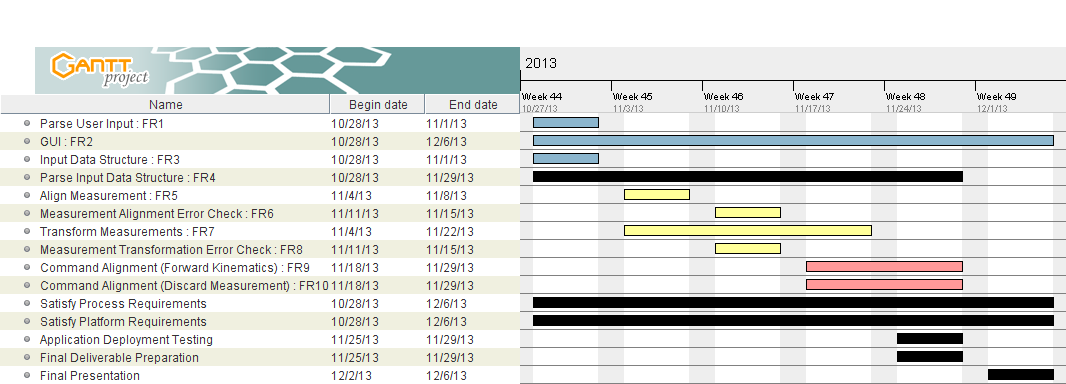 GANTT
project
2013
Week 44 Week 45 Week 46 Week 47 Week 48 Week 49
10/27/13 11/3/13 11/10/13 11/17/13 11/24/13 12/1/13
Name Begin date End date
Parse User Input : FR1 10/28/13 11/1/13
GUI : FR2 10/28/13 12/6/13
Input Data Structure : FR3 10/28/13 11/1/13
Parse Input Data Structure : FR4 10/28/13 11/29/13
Align Measurement : FR5 11/4/13 11/8/13
Measurement Alignment Error Check : FR6 11/11/13 11/15/13
Transform Measurements : FR7 11/4/13 11/22/13
Measurement Transformation Error Check : FR8 11/11/13 11/15/13
Command Alignment (Forward Kinematics) : FR9 11/18/13 11/29/13
Command Alignment (Discard Measurement) : FR10 11/18/13 11/29/13
Satisfy Process Requirements 10/28/13 12/6/13
Satisfy Platform Requirements 10/28/13 12/6/13
Application Deployment Testing 11/25/13 11/29/13
Final Deliverable Preparation 11/25/13 11/29/13
Final Presentation 12/2/13 12/6/13